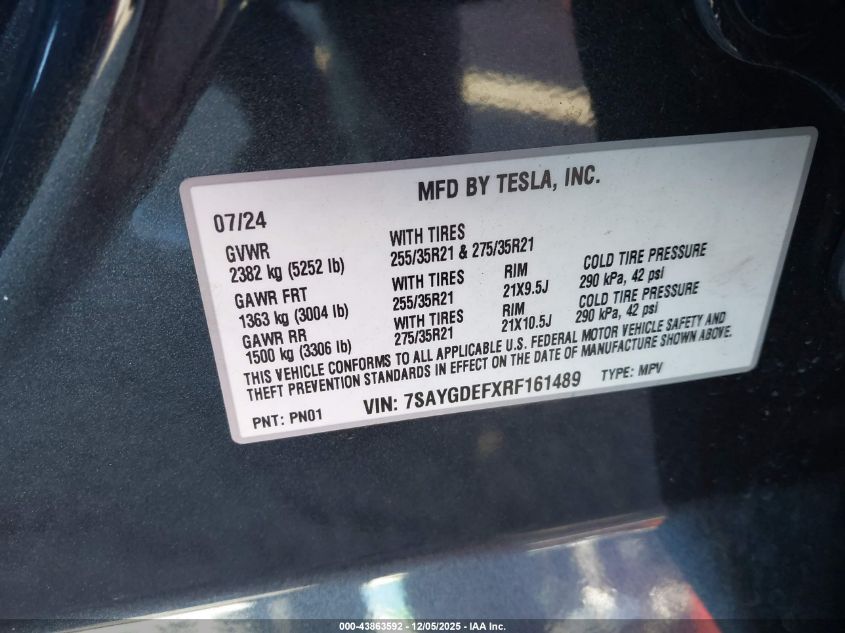 MFD BY TESLA, INC.
07/24
GVWR
2382 kg (5252 lb)
WITH TIRES
255/35R21 & 275/35R21
GAWR FRT
1363 kg (3004 lb)
WITH TIRES
255/35R21
RIM
21X9.5J
COLD TIRE PRESSURE
290 kPa, 42 psi
GAWR RR
1500 kg (3306 lb)
WITH TIRES
275/35R21
RIM
21X10.5J
COLD TIRE PRESSURE
290 kPa, 42 psi
THIS VEHICLE CONFORMS TO ALL APPLICABLE U.S. FEDERAL MOTOR VEHICLE SAFETY AND
THEFT PREVENTION STANDARDS IN EFFECT ON THE DATE OF MANUFACTURE SHOWN ABOVE.
PNT: PN01 VIN: 7SAYGDEFXRF161489 TYPE: MPV
000-43863592 - 12/05/2025 - IAA Inc.